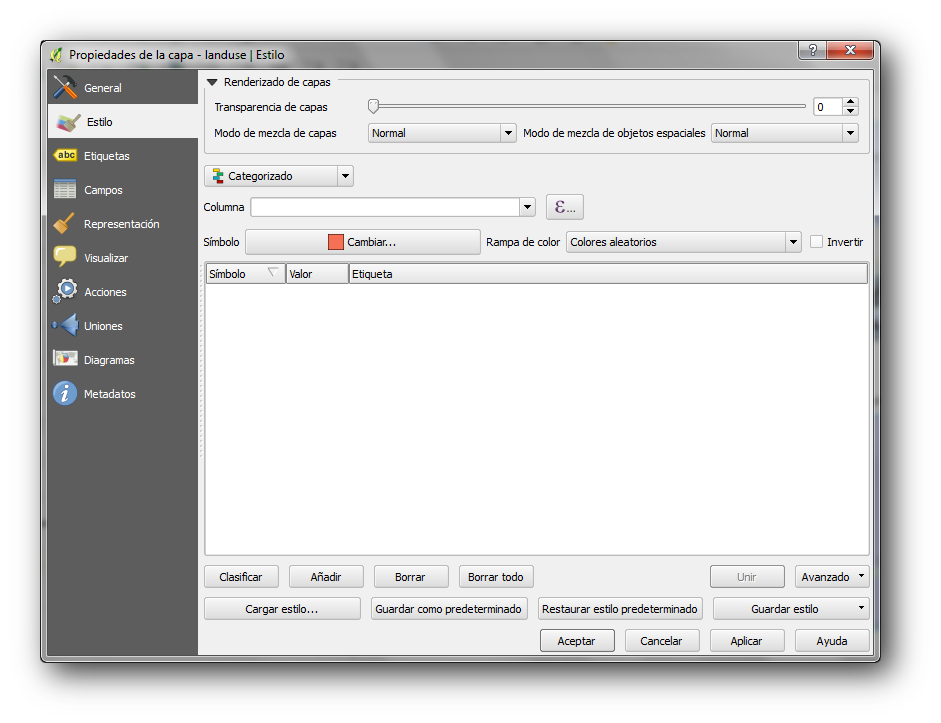 Propiedades de la capa - landuse | Estilo
?
General
Estilo
abc Etiquetas
Campos
Representación
Visualizar
Acciones
Uniones
Diagramas
i Metadatos
Renderizado de capas
Transparencia de capas 0
Modo de mezcla de capas Normal Modo de mezcla de objetos espaciales Normal
Categorizado
Columna ε...
Símbolo Cambiar... Rampa de color Colores aleatorios Invertir
Símbolo Valor Etiqueta
Clasificar Añadir Borrar Borrar todo Unir Avanzado
Cargar estilo... Guardar como predeterminado Restaurar estilo predeterminado Guardar estilo
Aceptar Cancelar Aplicar Ayuda